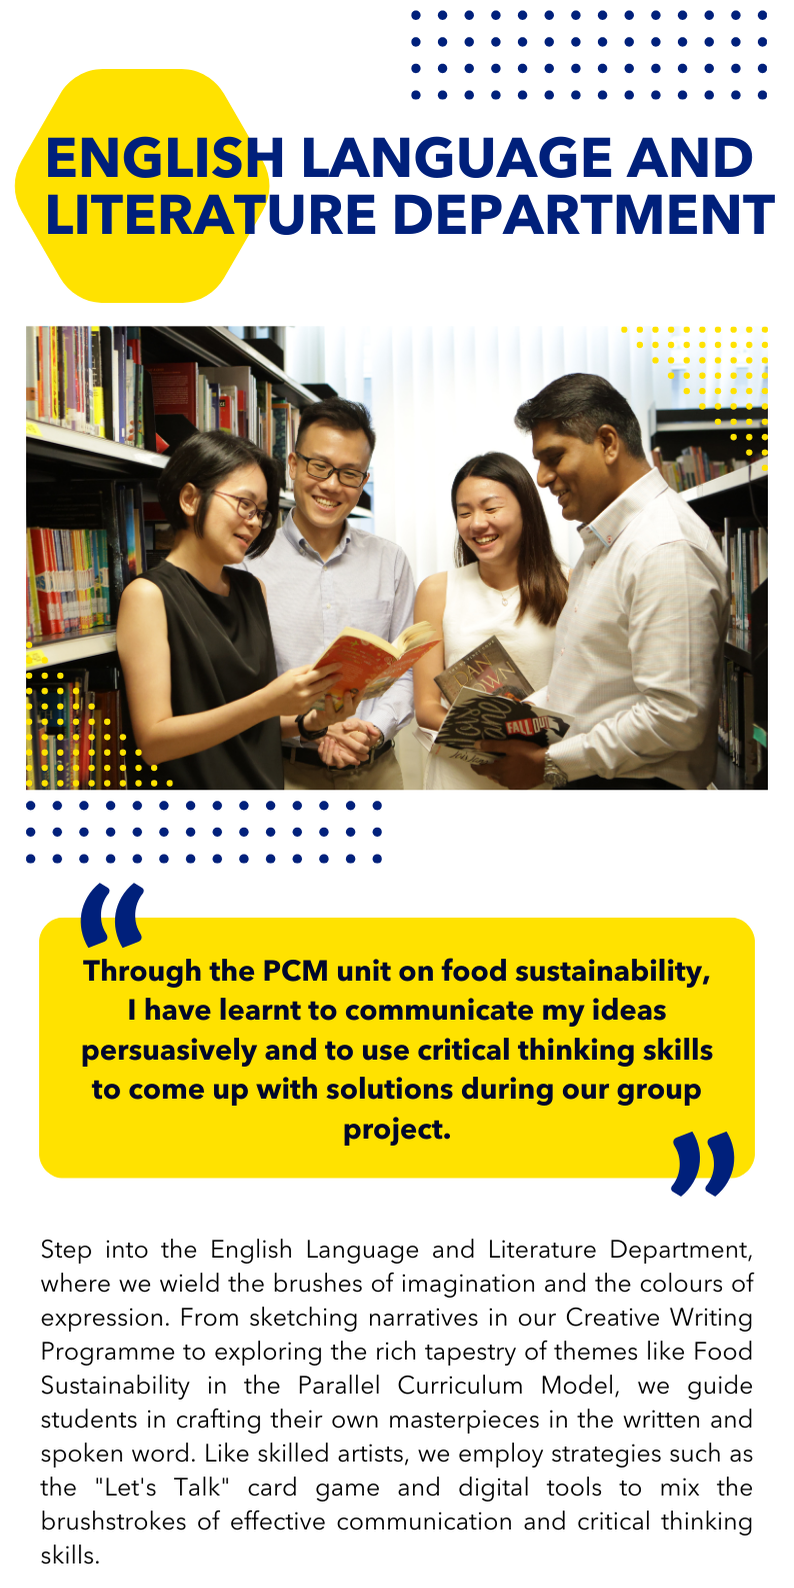 ENGLISH LANGUAGE AND
LITERATURE DEPARTMENT
FALL OUT
“
Through the PCM unit on food sustainability,
I have learnt to communicate my ideas
persuasively and to use critical thinking skills
to come up with solutions during our group
project.
”
Step into the English Language and Literature Department,
where we wield the brushes of imagination and the colours of
expression. From sketching narratives in our Creative Writing
Programme to exploring the rich tapestry of themes like Food
Sustainability in the Parallel Curriculum Model, we guide
students in crafting their own masterpieces in the written and
spoken word. Like skilled artists, we employ strategies such as
the "Let's Talk" card game and digital tools to mix the
brushstrokes of effective communication and critical thinking
skills.